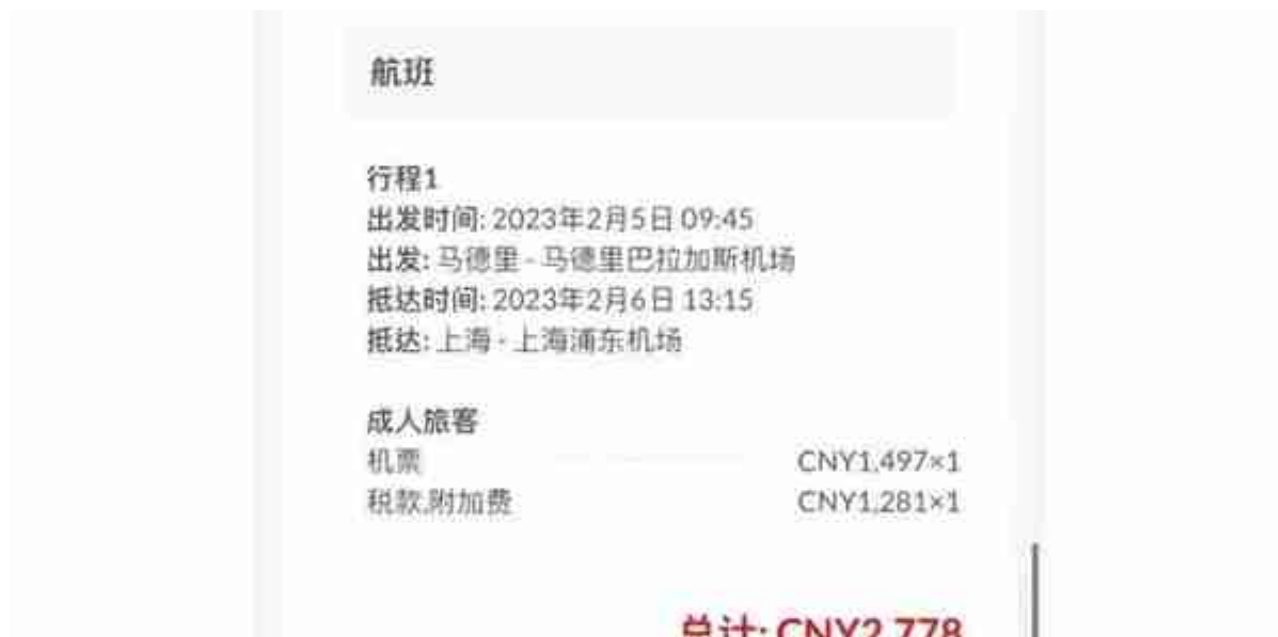 航班
行程1
出发时间: 2023年2月5日 09:45
出发: 马德里 - 马德里巴拉加斯机场
抵达时间: 2023年2月6日 13:15
抵达: 上海 - 上海浦东机场
成人旅客
机票 CNY1,497×1
税款,附加费 CNY1,281×1
总计: CNY2,778